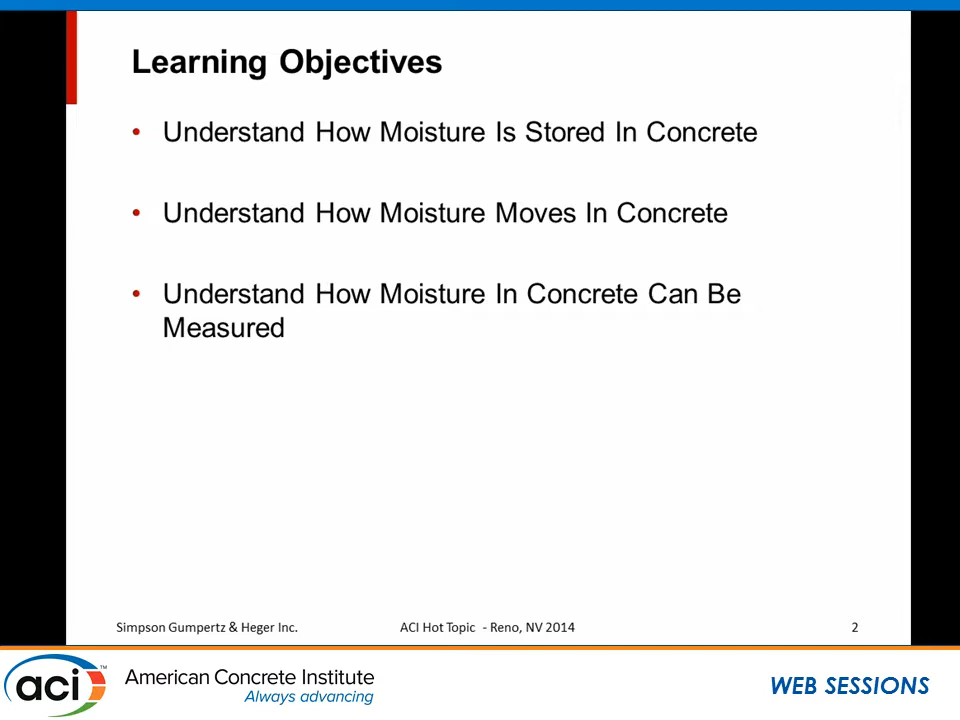 Learning Objectives
• Understand How Moisture Is Stored In Concrete
• Understand How Moisture Moves In Concrete
• Understand How Moisture In Concrete Can Be
Measured
Simpson Gumpertz & Heger Inc. ACI Hot Topic - Reno, NV 2014 2
aci™
American Concrete Institute
Always advancing
WEB SESSIONS